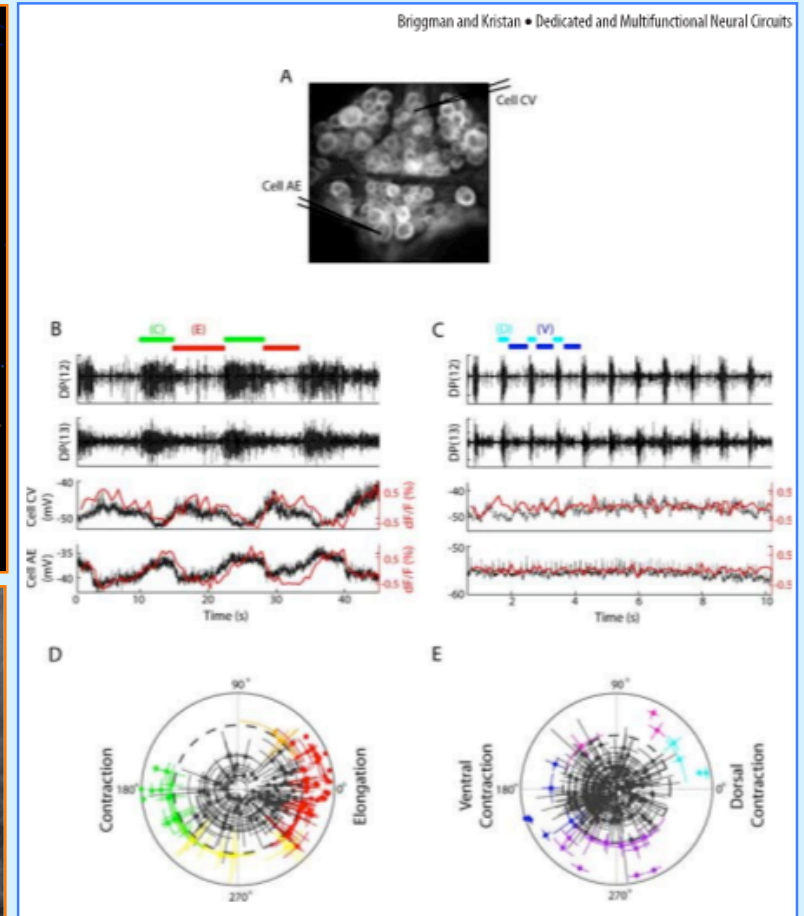 Briggman and Kristan • Dedicated and Multifunctional Neural Circuits
A
Cell CV
Cell AE
B
(C)
(E)
DP(12)
DP(13)
-40
-50
Cell CV
(mV)
0.5
-0.5
dF/F (%)
-35
-40
Cell AE
(mV)
0.5
-0.5
dF/F (%)
0 10 20 30 40
Time (s)
C
(D)
(V)
DP(12)
DP(13)
-40
-50
0.5
-0.5
-50
-60
0.5
-0.5
2 4 6 8 10
Time (s)
D
90°
Contraction
180°
0°
Elongation
270°
E
90°
Ventral
Contraction
180°
0°
Dorsal
Contraction
270°